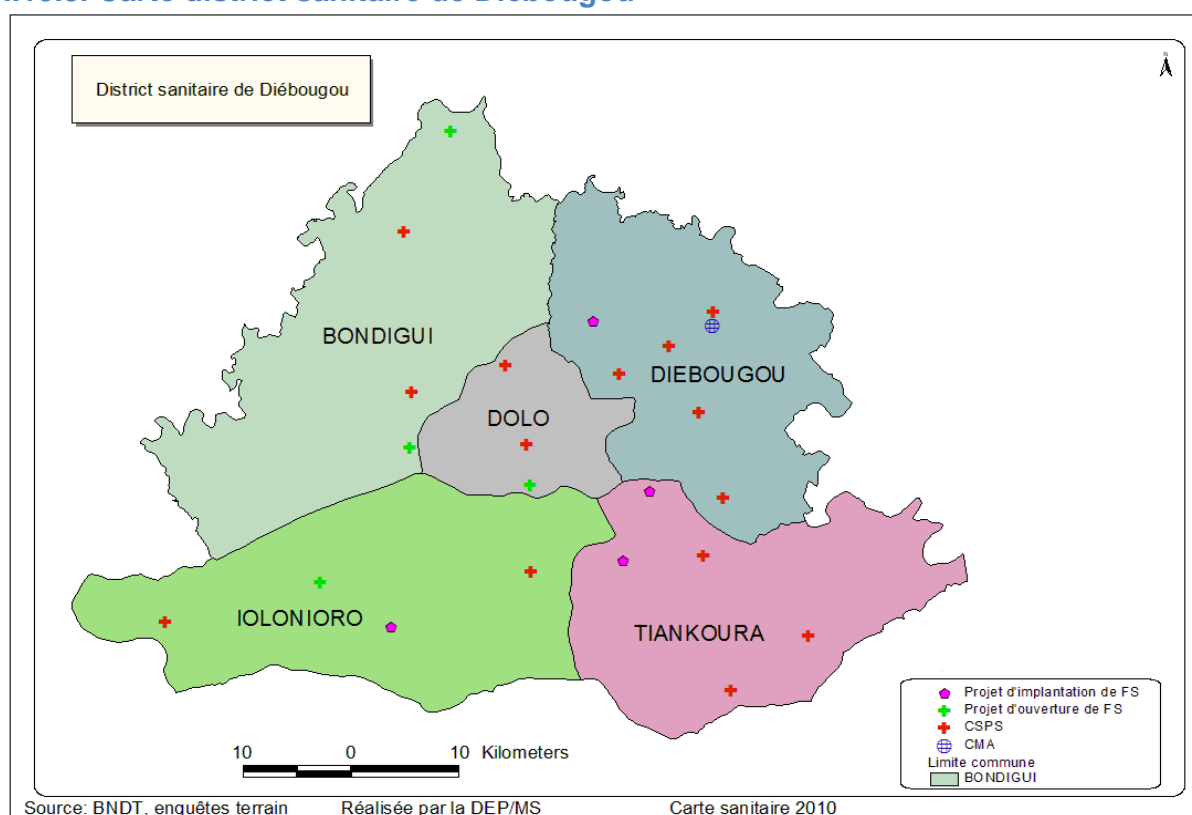 District sanitaire de Diébougou
N
BONDIGUI
DIEBOUGOU
DOLO
IOLONIORO
TIANKOURA
Projet d'implantation de FS
Projet d'ouverture de FS
CSPS
CMA
Limite commune
BONDIGUI
10 0 10 Kilometers
Source: BNDT, enquêtes terrain Réalisée par la DEP/MS Carte sanitaire 2010